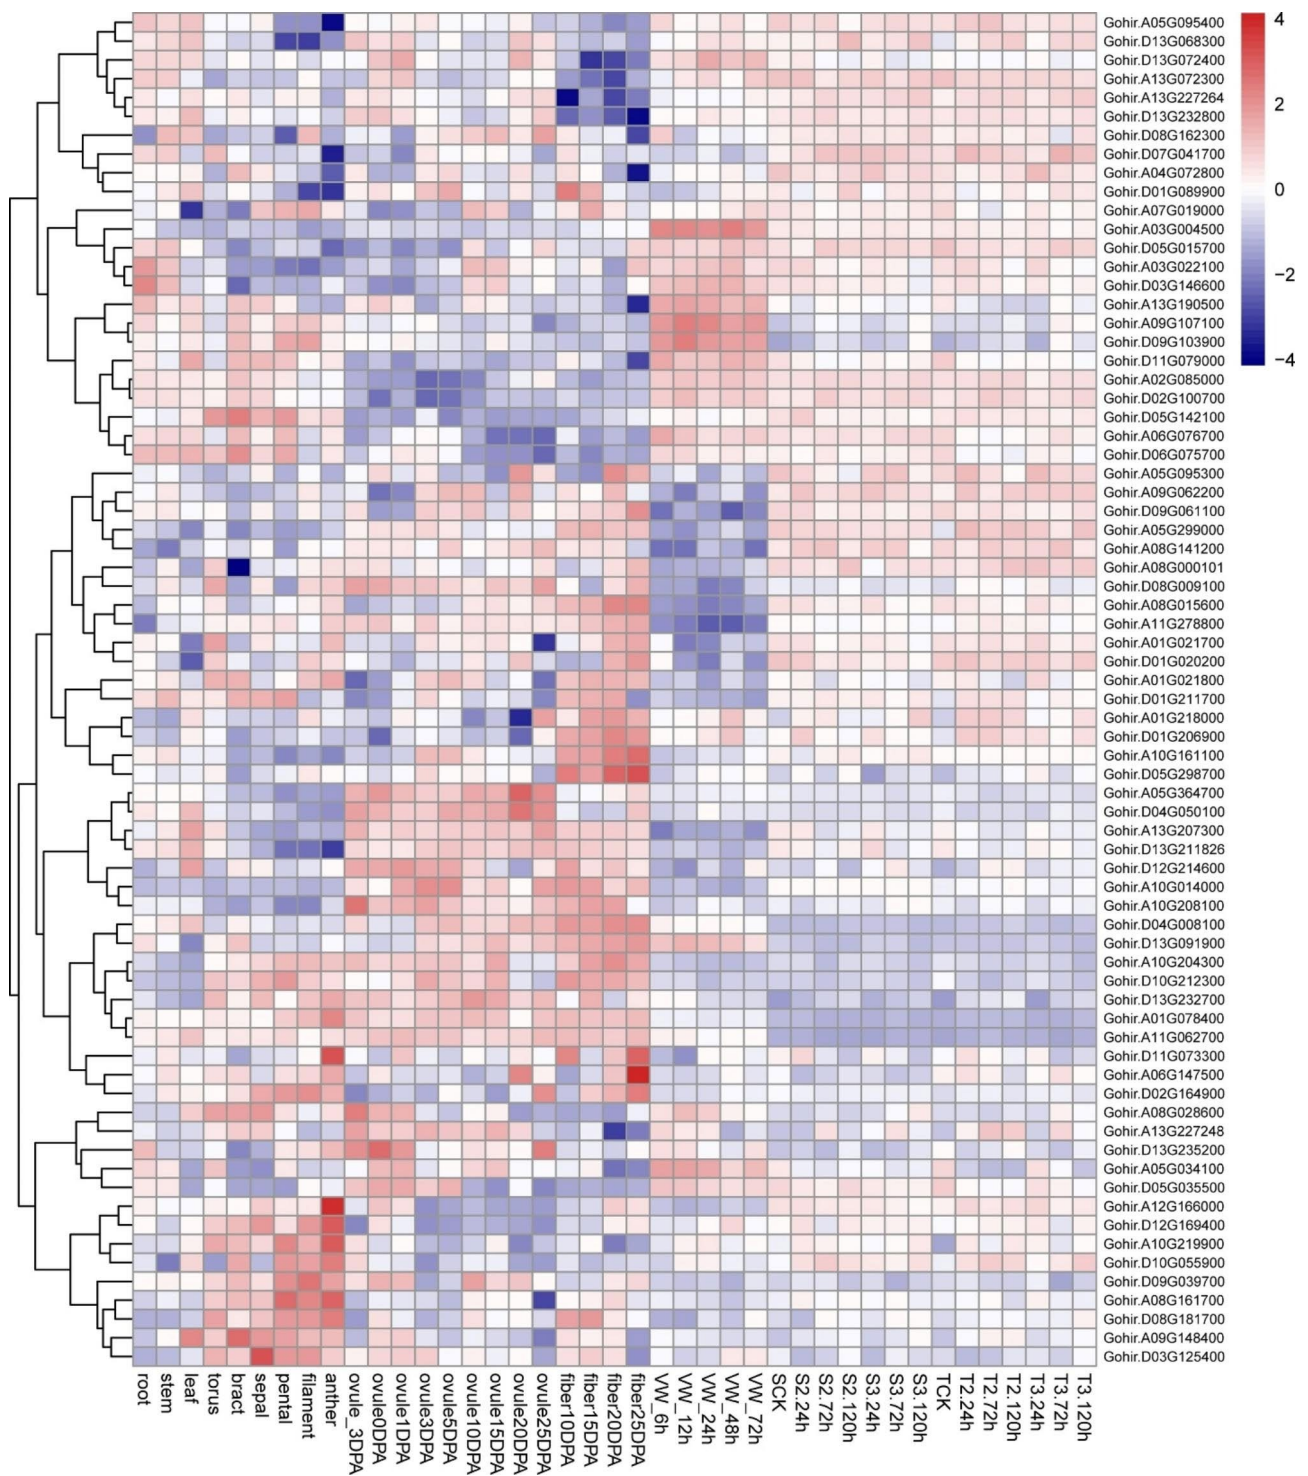 Gohir.A05G095400
Gohir.D13G068300
Gohir.D13G072400
Gohir.A13G072300
Gohir.A13G227264
Gohir.D13G232800
Gohir.D08G162300
Gohir.D07G041700
Gohir.A04G072800
Gohir.D01G089900
Gohir.A07G019000
Gohir.A03G004500
Gohir.D05G015700
Gohir.A03G022100
Gohir.D03G146600
Gohir.A13G190500
Gohir.A09G107100
Gohir.D09G103900
Gohir.D11G079000
Gohir.A02G085000
Gohir.D02G100700
Gohir.D05G142100
Gohir.A06G076700
Gohir.D06G075700
Gohir.A05G095300
Gohir.A09G062200
Gohir.D09G061100
Gohir.A05G299000
Gohir.A08G141200
Gohir.A08G000101
Gohir.D08G009100
Gohir.A08G015600
Gohir.A11G278800
Gohir.A01G021700
Gohir.D01G020200
Gohir.A01G021800
Gohir.D01G211700
Gohir.A01G218000
Gohir.D01G206900
Gohir.A10G161100
Gohir.D05G298700
Gohir.A05G364700
Gohir.D04G050100
Gohir.A13G207300
Gohir.D13G211826
Gohir.D12G214600
Gohir.A10G014000
Gohir.A10G208100
Gohir.D04G008100
Gohir.D13G091900
Gohir.A10G204300
Gohir.D10G212300
Gohir.D13G232700
Gohir.A01G078400
Gohir.A11G062700
Gohir.D11G073300
Gohir.A06G147500
Gohir.D02G164900
Gohir.A08G028600
Gohir.A13G227248
Gohir.D13G235200
Gohir.A05G034100
Gohir.D05G035500
Gohir.A12G166000
Gohir.D12G169400
Gohir.A10G219900
Gohir.D10G055900
Gohir.D09G039700
Gohir.A08G161700
Gohir.D08G181700
Gohir.A09G148400
Gohir.D03G125400
4
2
0
−2
−4
root
stem
leaf
torus
bract
sepal
pental
filament
anther
ovule_3DPA
ovule0DPA
ovule1DPA
ovule3DPA
ovule5DPA
ovule10DPA
ovule15DPA
ovule20DPA
ovule25DPA
fiber10DPA
fiber15DPA
fiber20DPA
fiber25DPA
VW_6h
VW_12h
VW_24h
VW_48h
VW_72h
SCK
S2.24h
S2.72h
S2.120h
S3.24h
S3.72h
S3.120h
TCK
T2.24h
T2.72h
T2.120h
T3.24h
T3.72h
T3.120h